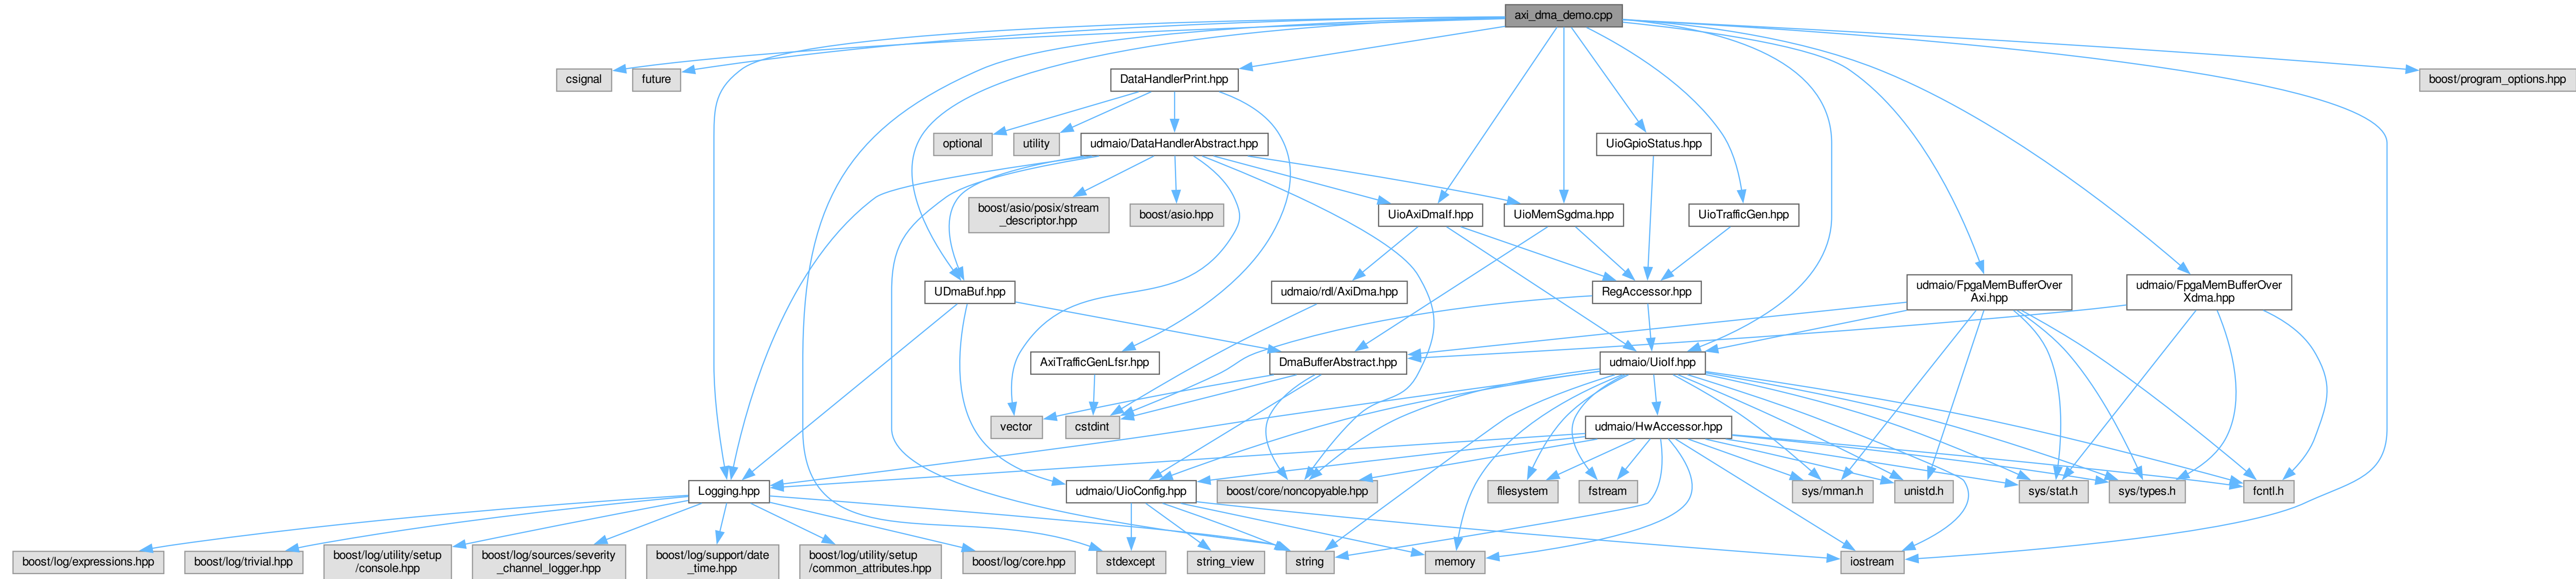 axi_dma_demo.cpp
csignal
future
DataHandlerPrint.hpp
boost/program_options.hpp
optional
utility
udmaio/DataHandlerAbstract.hpp
UioGpioStatus.hpp
boost/asio/posix/stream
_descriptor.hpp
boost/asio.hpp
UioAxiDmaIf.hpp
UioMemSgdma.hpp
UioTrafficGen.hpp
UDmaBuf.hpp
udmaio/rdl/AxiDma.hpp
RegAccessor.hpp
udmaio/FpgaMemBufferOver
Axi.hpp
udmaio/FpgaMemBufferOver
Xdma.hpp
AxiTrafficGenLfsr.hpp
DmaBufferAbstract.hpp
udmaio/UioIf.hpp
vector
cstdint
udmaio/HwAccessor.hpp
Logging.hpp
udmaio/UioConfig.hpp
boost/core/noncopyable.hpp
filesystem
fstream
sys/mman.h
unistd.h
sys/stat.h
sys/types.h
fcntl.h
boost/log/expressions.hpp
boost/log/trivial.hpp
boost/log/utility/setup
/console.hpp
boost/log/sources/severity
_channel_logger.hpp
boost/log/support/date
_time.hpp
boost/log/utility/setup
/common_attributes.hpp
boost/log/core.hpp
stdexcept
string_view
string
memory
iostream